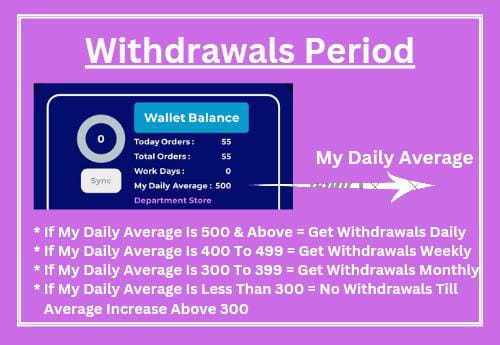 Withdrawals Period
Wallet Balance
0
Today Orders : 55
Total Orders : 55
Work Days : 0
Sync
My Daily Average : 500
Department Store
My Daily Average
* If My Daily Average Is 500 & Above = Get Withdrawals Daily
* If My Daily Average Is 400 To 499 = Get Withdrawals Weekly
* If My Daily Average Is 300 To 399 = Get Withdrawals Monthly
* If My Daily Average Is Less Than 300 = No Withdrawals Till
Average Increase Above 300